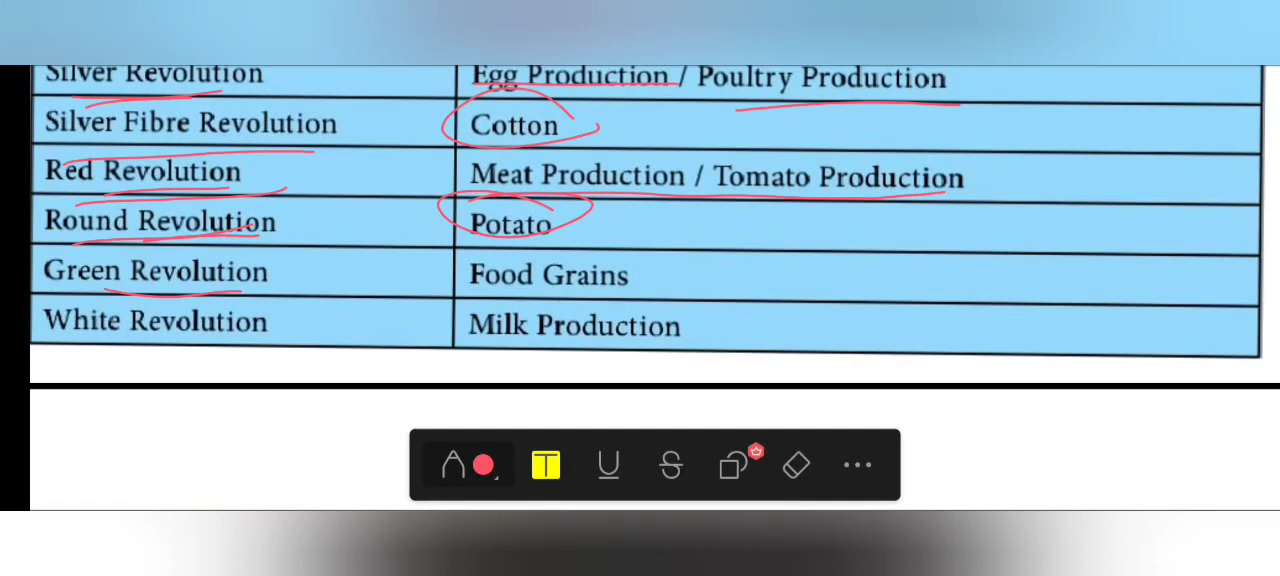 Silver Revolution Egg Production / Poultry Production
Silver Fibre Revolution Cotton
Red Revolution Meat Production / Tomato Production
Round Revolution Potato
Green Revolution Food Grains
White Revolution Milk Production